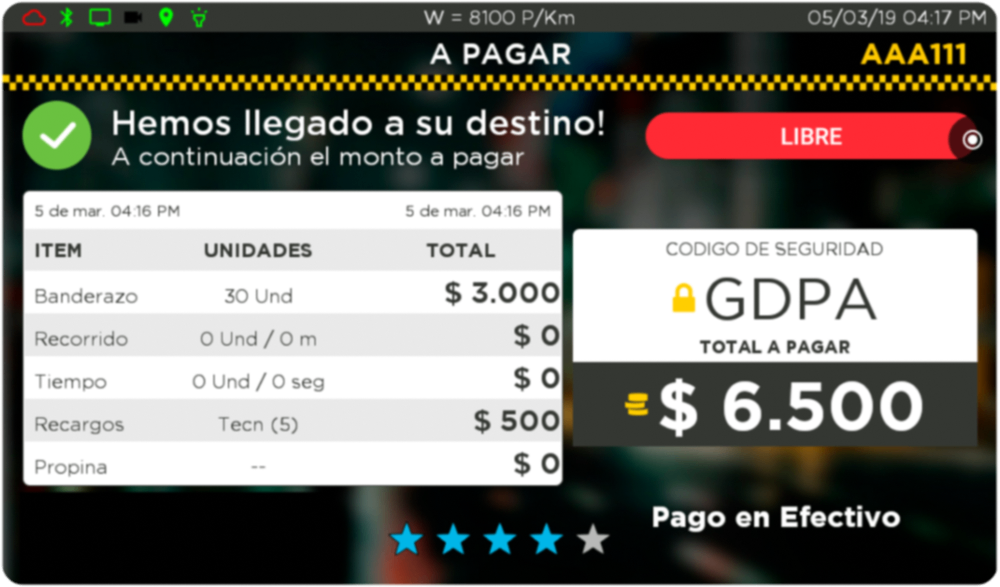 W = 8100 P/Km
05/03/19 04:17 PM
A PAGAR
AAA111
Hemos llegado a su destino!
A continuación el monto a pagar
LIBRE
5 de mar. 04:16 PM 5 de mar. 04:16 PM
ITEM UNIDADES TOTAL
Banderazo 30 Und $ 3.000
Recorrido 0 Und / 0 m $ 0
Tiempo 0 Und / 0 seg $ 0
Recargos Tecn (5) $ 500
Propina -- $ 0
CODIGO DE SEGURIDAD
GDPA
TOTAL A PAGAR
$ 6.500
Pago en Efectivo